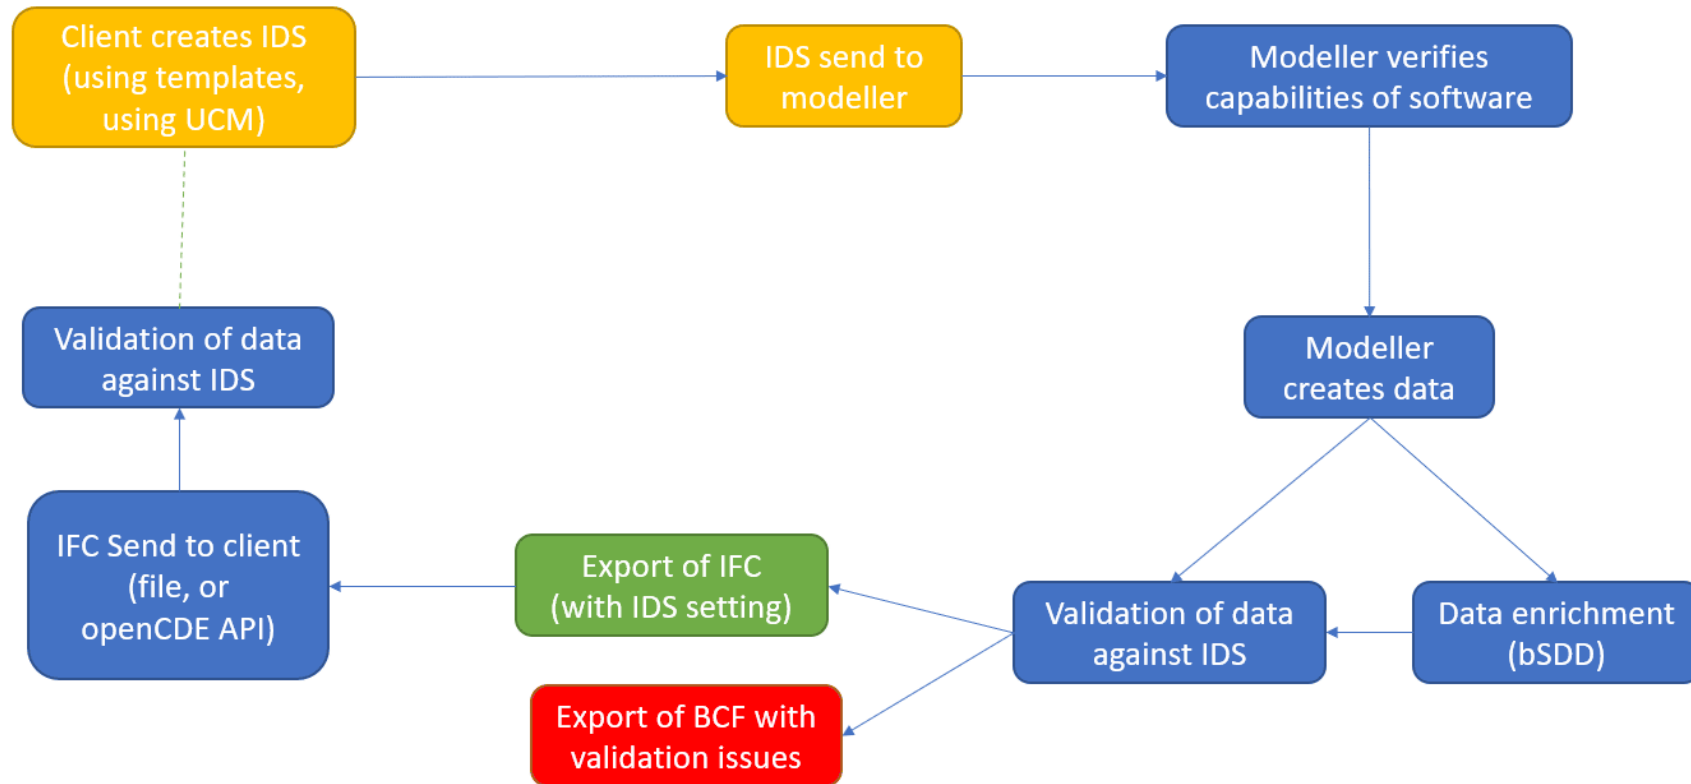 Client creates IDS
(using templates,
using UCM)
IDS send to
modeller
Modeller verifies
capabilities of software
Validation of data
against IDS
Modeller
creates data
IFC Send to client
(file, or
openCDE API)
Export of IFC
(with IDS setting)
Validation of data
against IDS
Data enrichment
(bSDD)
Export of BCF with
validation issues